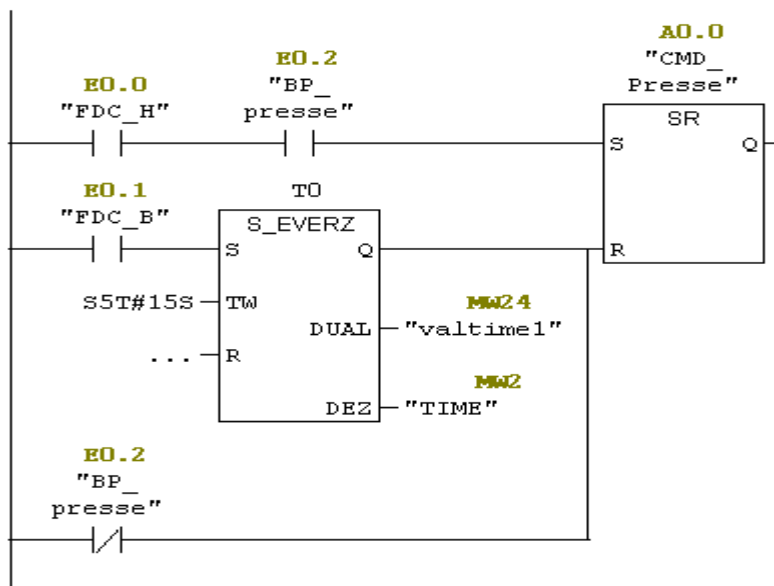 A0.0
"CMD_
Presse"
E0.0
"FDC_H"
E0.2
"BP_
presse"
SR
S
Q
R
E0.1
"FDC_B"
T0
S_EVERZ
S
Q
S5T#15S
TW
MW24
DUAL
"valtime1"
...
R
MW2
DEZ
"TIME"
E0.2
"BP_
presse"